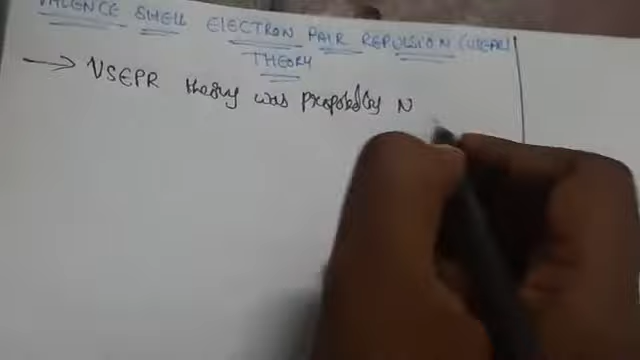 VALENCE SHELL ELECTRON PAIR REPULSION (VSEPR)
THEORY
→ VSEPR theory was proposed by N